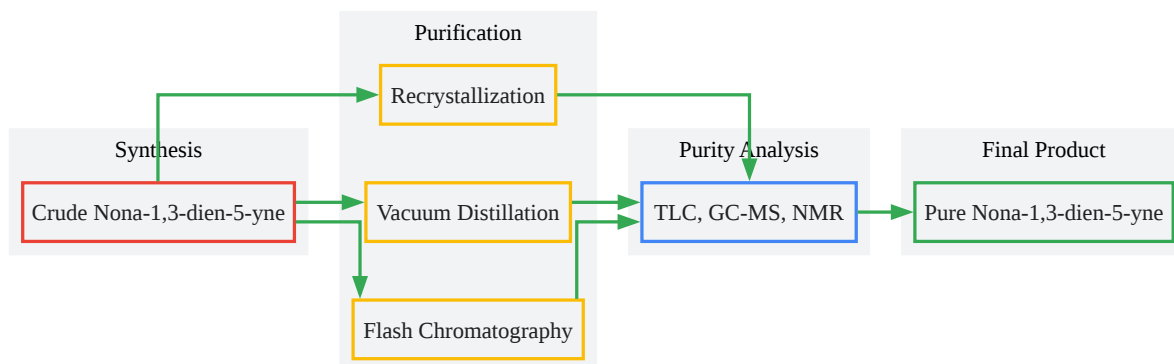 Purification
Recrystallization
Synthesis
Purity Analysis
Final Product
Crude Nona-1,3-dien-5-yne
Vacuum Distillation
TLC, GC-MS, NMR
Pure Nona-1,3-dien-5-yne
Flash Chromatography